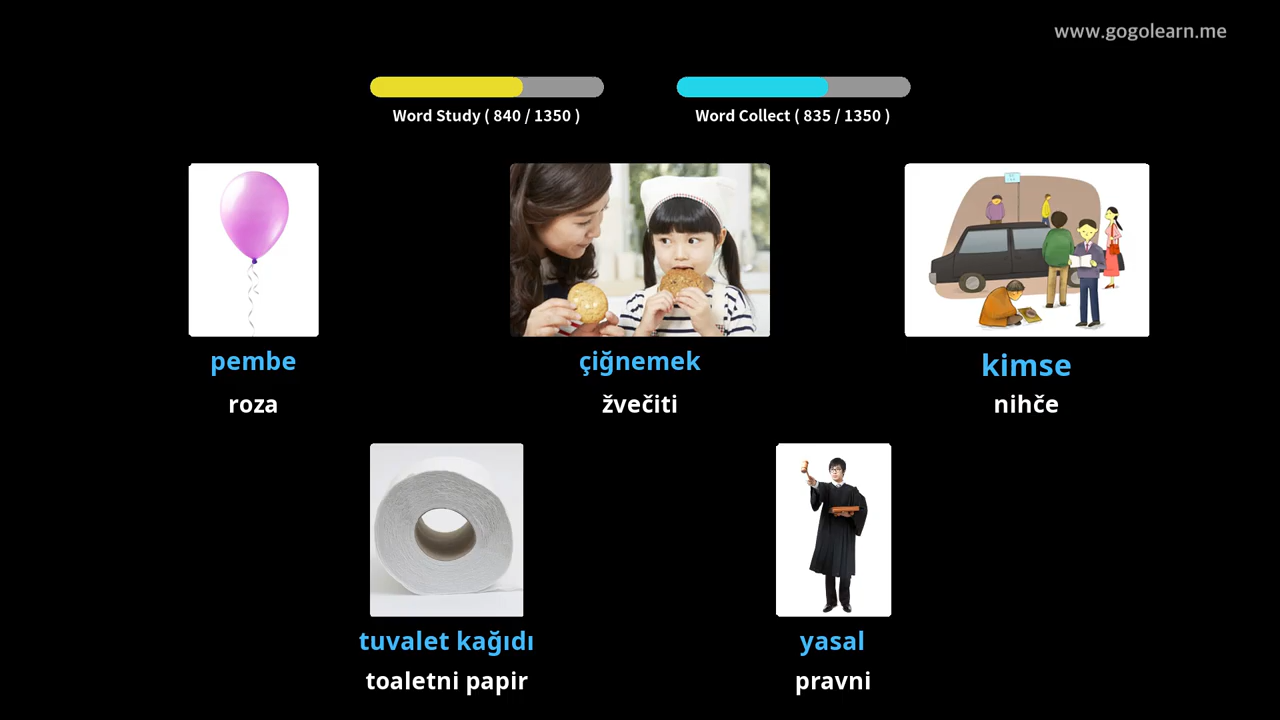 www.gogolearn.me
Word Study ( 840 / 1350 )
Word Collect ( 835 / 1350 )
pembe
roza
çiğnemek
žvečiti
kimse
nihče
tuvalet kağıdı
toaletni papir
yasal
pravni